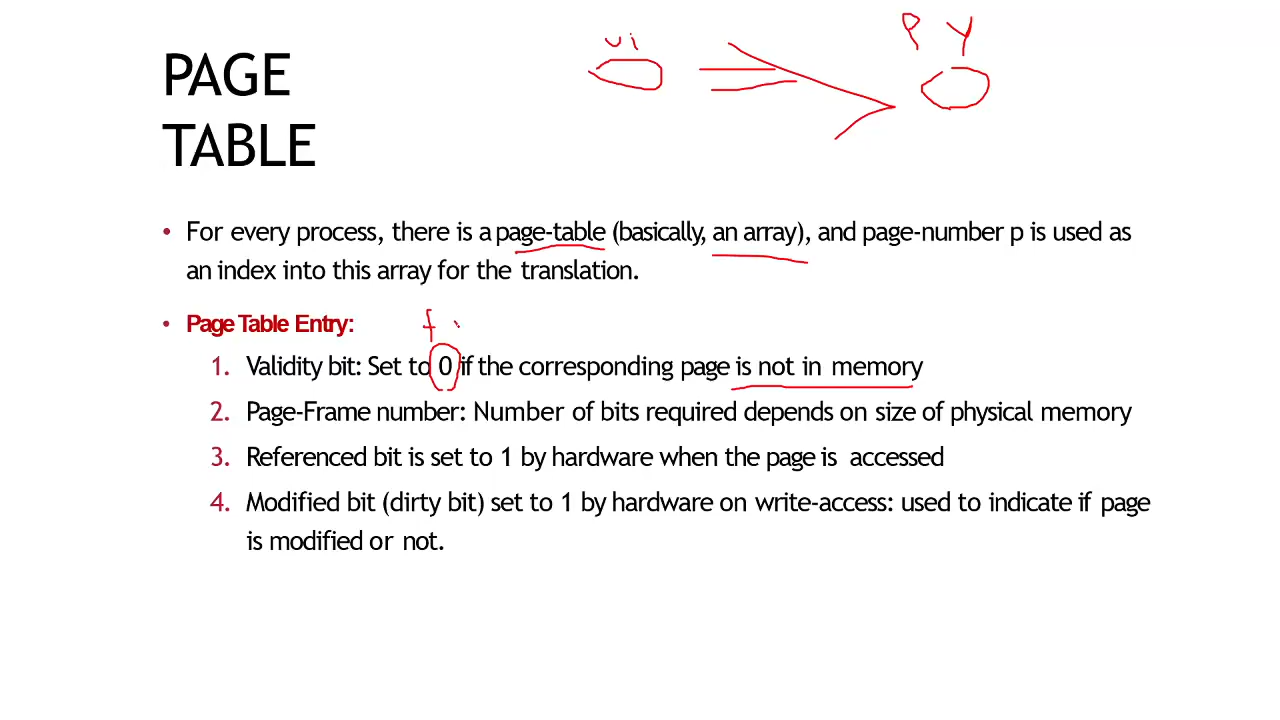 vi
P Y
PAGE
TABLE
• For every process, there is a page-table (basically, an array), and page-number p is used as
an index into this array for the translation.
• Page Table Entry:
f
1. Validity bit: Set to 0 if the corresponding page is not in memory
2. Page-Frame number: Number of bits required depends on size of physical memory
3. Referenced bit is set to 1 by hardware when the page is accessed
4. Modified bit (dirty bit) set to 1 by hardware on write-access: used to indicate if page
is modified or not.